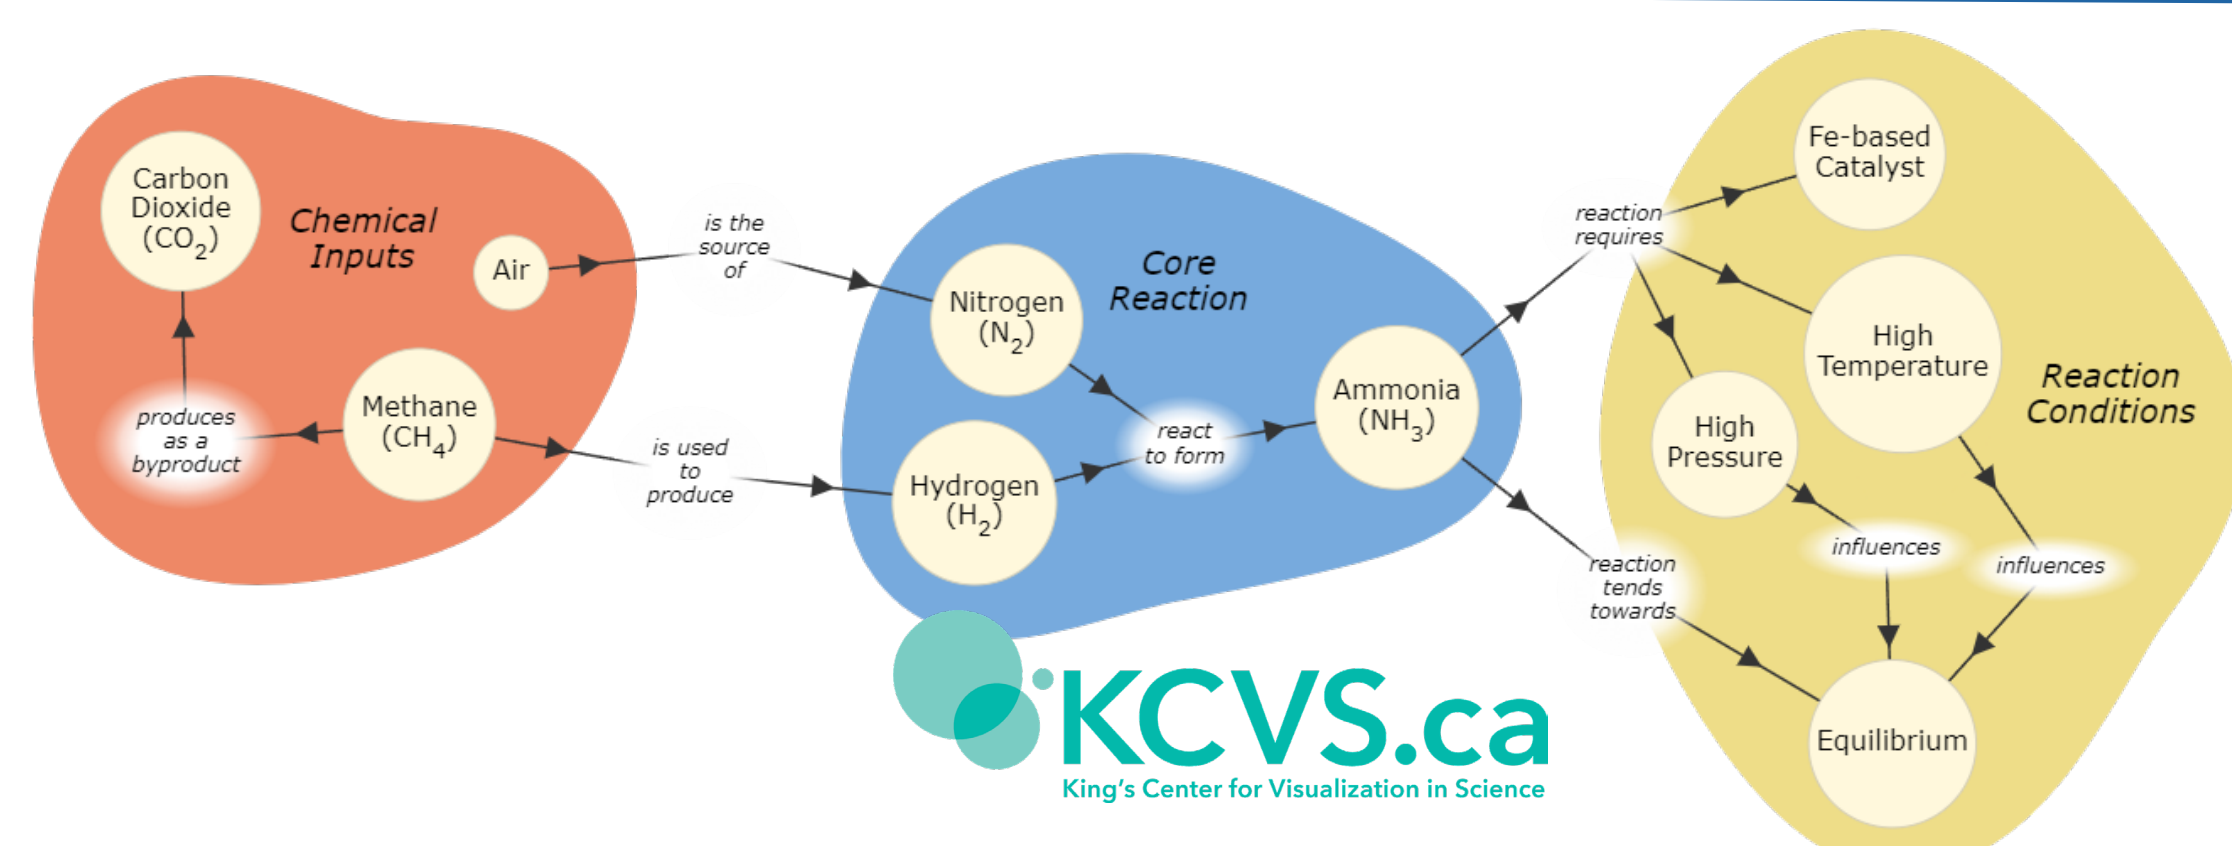 Carbon
Dioxide
(CO₂)
Chemical
Inputs
Air
produces
as a
byproduct
Methane
(CH₄)
is the
source
of
is used
to
produce
Core
Reaction
Nitrogen
(N₂)
Hydrogen
(H₂)
react
to form
Ammonia
(NH₃)
reaction
requires
reaction
tends
towards
Fe-based
Catalyst
High
Temperature
High
Pressure
Reaction
Conditions
influences
influences
Equilibrium
KCVS.ca
King's Center for Visualization in Science